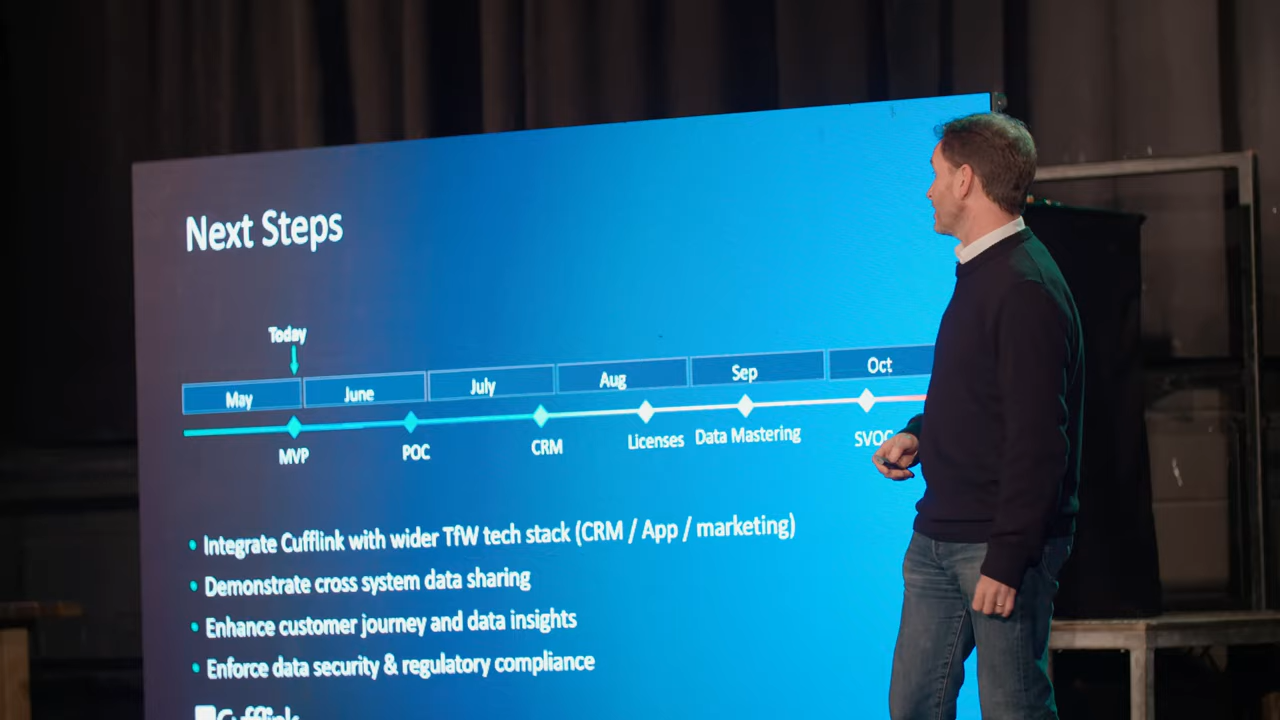 Next Steps
Today
May June July Aug Sep Oct
MVP POC CRM Licenses Data Mastering SVOC
• Integrate Cufflink with wider TfW tech stack (CRM / App / marketing)
• Demonstrate cross system data sharing
• Enhance customer journey and data insights
• Enforce data security & regulatory compliance
Cufflink